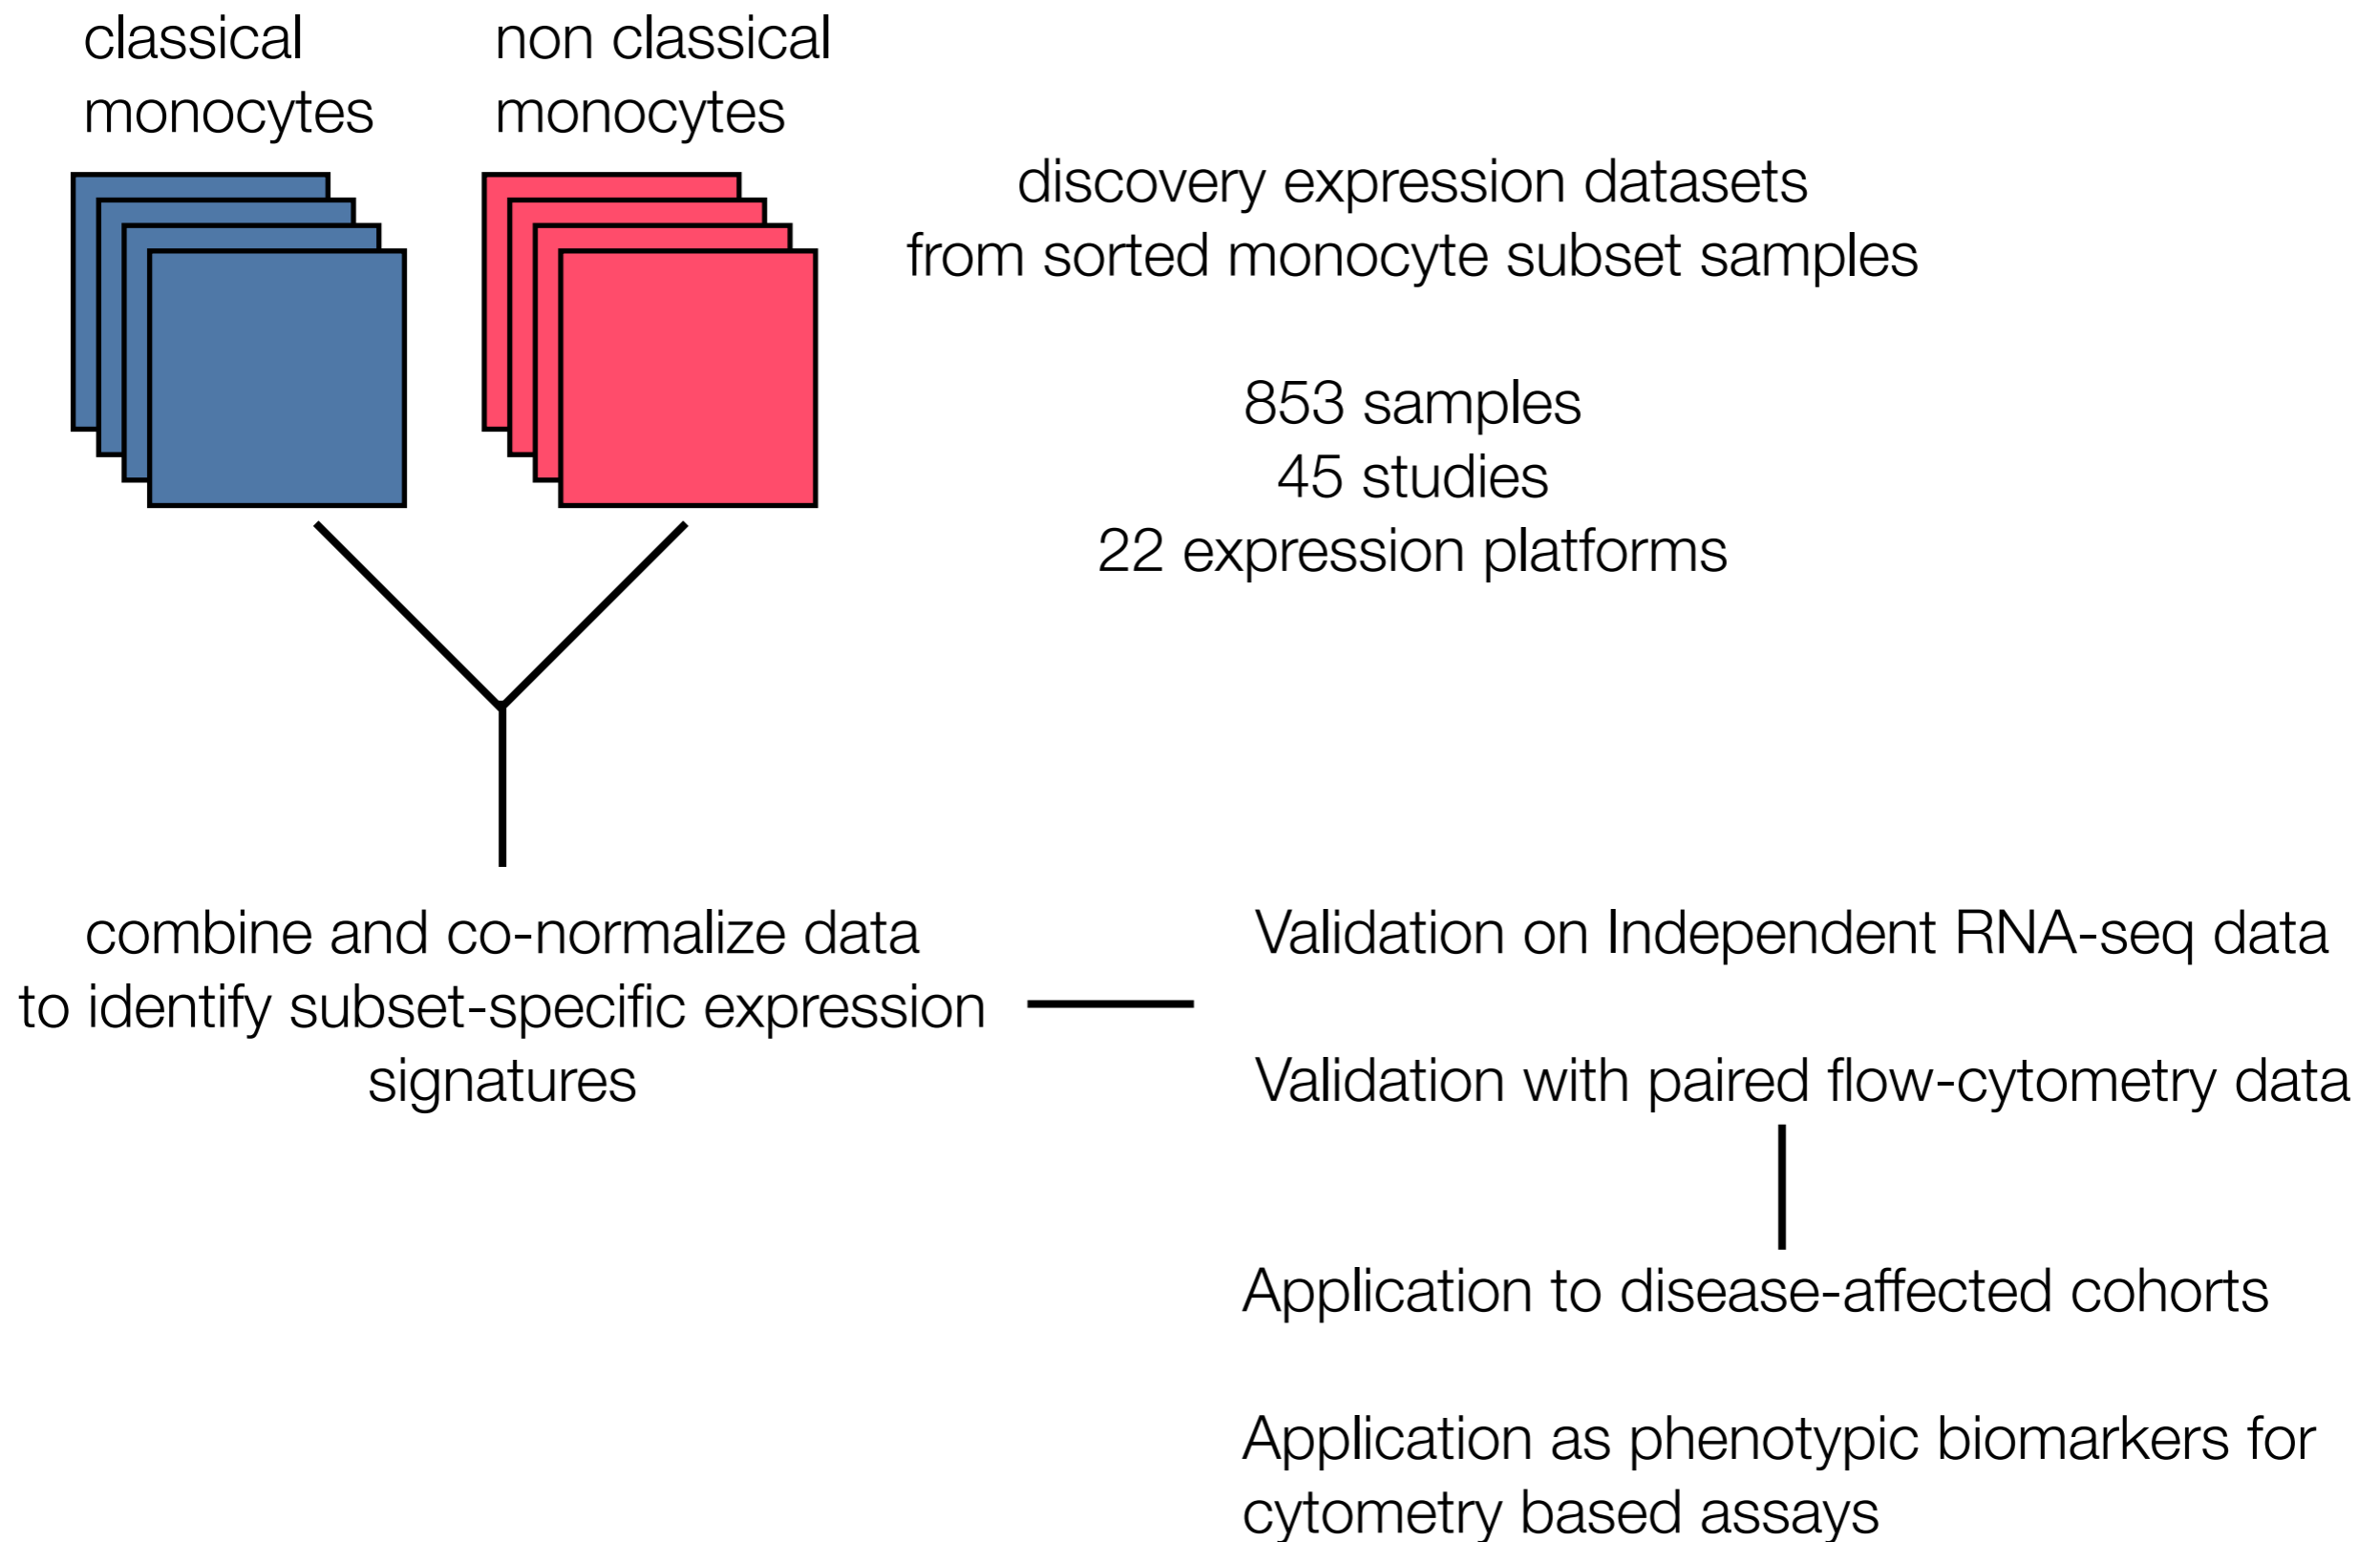 classical
monocytes
non classical
monocytes
discovery expression datasets
from sorted monocyte subset samples
853 samples
45 studies
22 expression platforms
combine and co-normalize data
to identify subset-specific expression
signatures
Validation on Independent RNA-seq data
Validation with paired flow-cytometry data
Application to disease-affected cohorts
Application as phenotypic biomarkers for
cytometry based assays